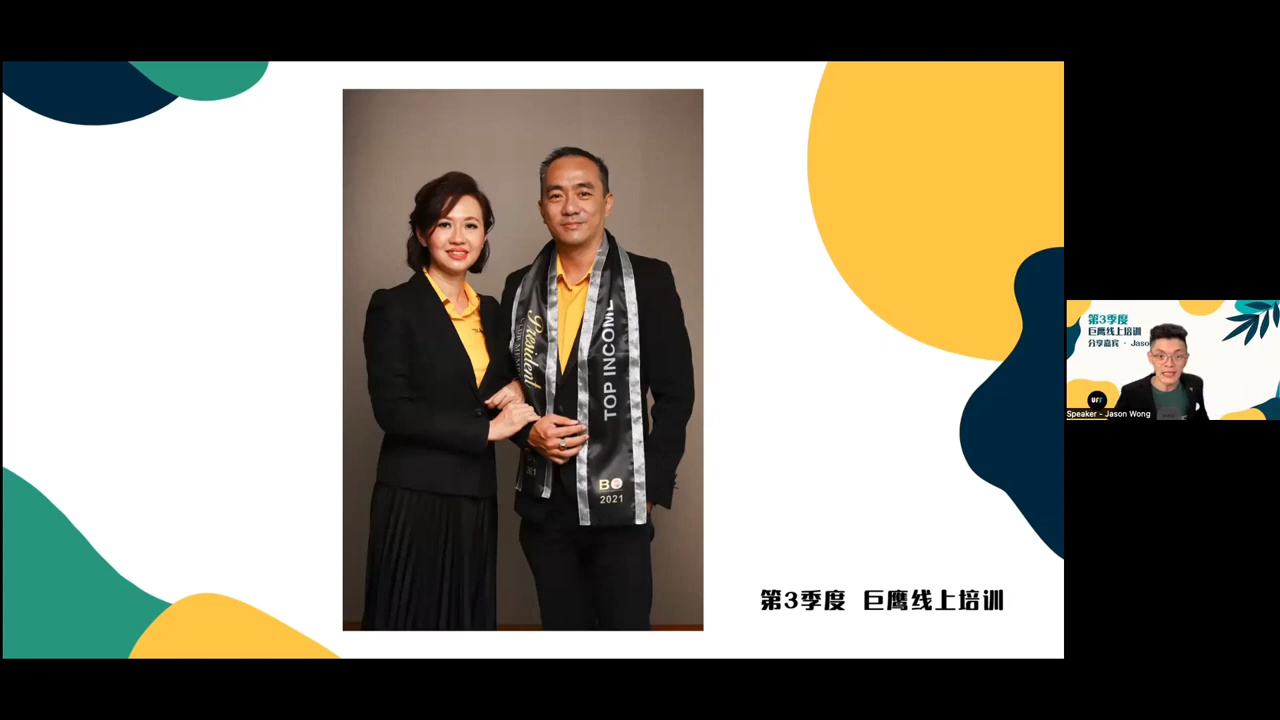 President
TOP INCOME
2021
第3季度 巨鹰线上培训
第3季度
巨鹰线上培训
分享嘉宾 - Jaso
UFF
Speaker - Jason Wong